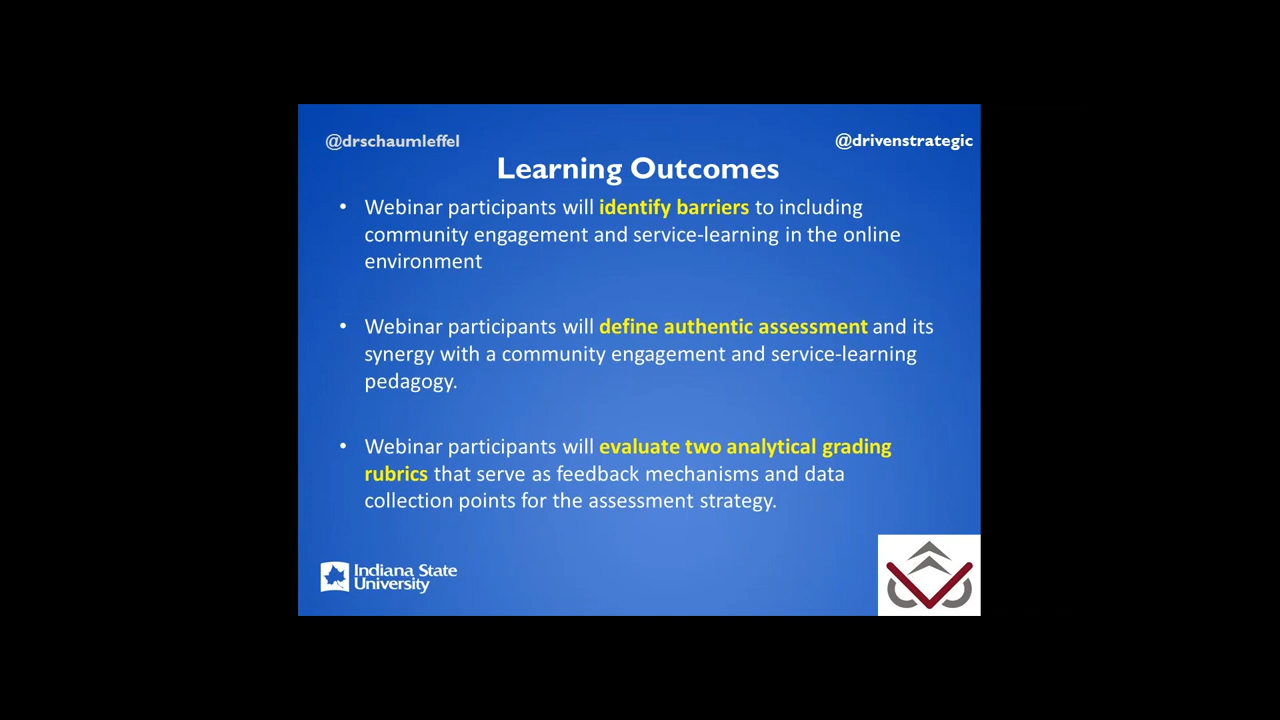 @drschaumleffel
@drivenstrategic
Learning Outcomes
• Webinar participants will identify barriers to including
community engagement and service-learning in the online
environment
• Webinar participants will define authentic assessment and its
synergy with a community engagement and service-learning
pedagogy.
• Webinar participants will evaluate two analytical grading
rubrics that serve as feedback mechanisms and data
collection points for the assessment strategy.
Indiana State
University